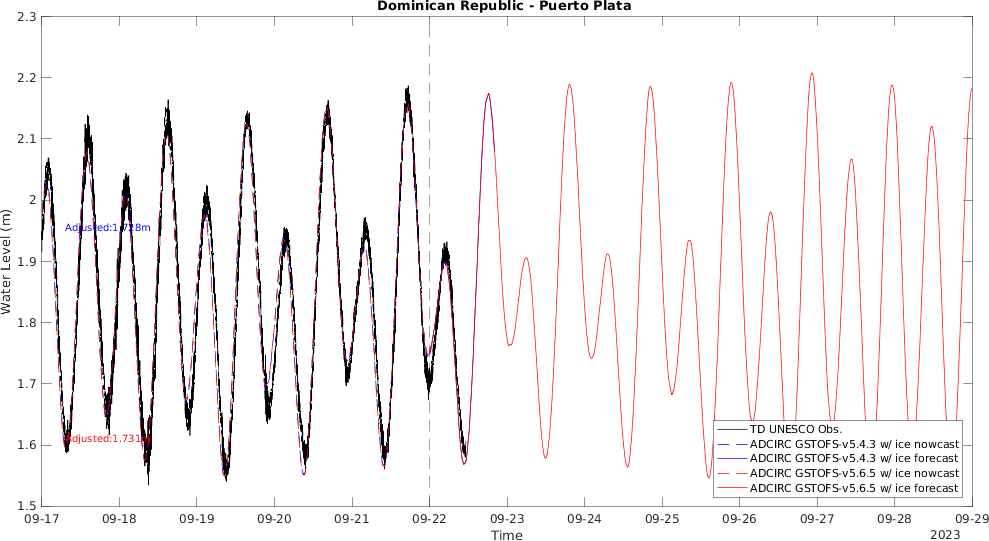 Dominican Republic - Puerto Plata
Water Level (m)
2.3
2.2
2.1
2
1.9
1.8
1.7
1.6
1.5
Adjusted:1.728m
Adjusted:1.731m
TD UNESCO Obs.
ADCIRC GSTOFS-v5.4.3 w/ ice nowcast
ADCIRC GSTOFS-v5.4.3 w/ ice forecast
ADCIRC GSTOFS-v5.6.5 w/ ice nowcast
ADCIRC GSTOFS-v5.6.5 w/ ice forecast
09-17 09-18 09-19 09-20 09-21 09-22 09-23 09-24 09-25 09-26 09-27 09-28 09-29
Time
2023